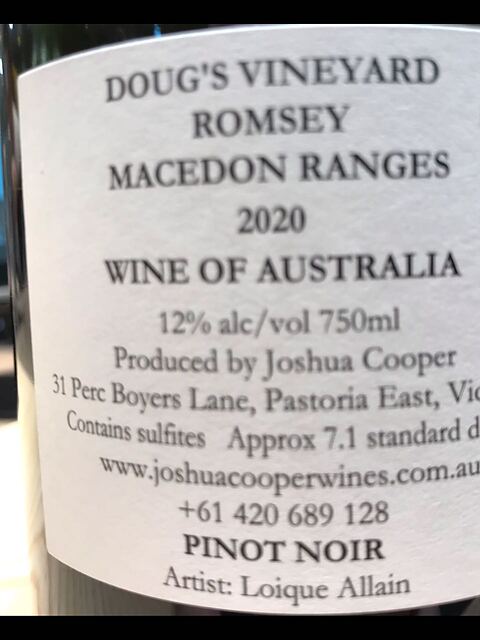 DOUG'S VINEYARD
ROMSEY
MACEDON RANGES
2020
WINE OF AUSTRALIA
12% alc/vol 750ml
Produced by Joshua Cooper
31 Perc Boyers Lane, Pastoria East,
Contains sulfites Approx 7.1 standard
www.joshuacooperwines.com.au
+61 420 689 128
PINOT NOIR
Artist: Loique Allain